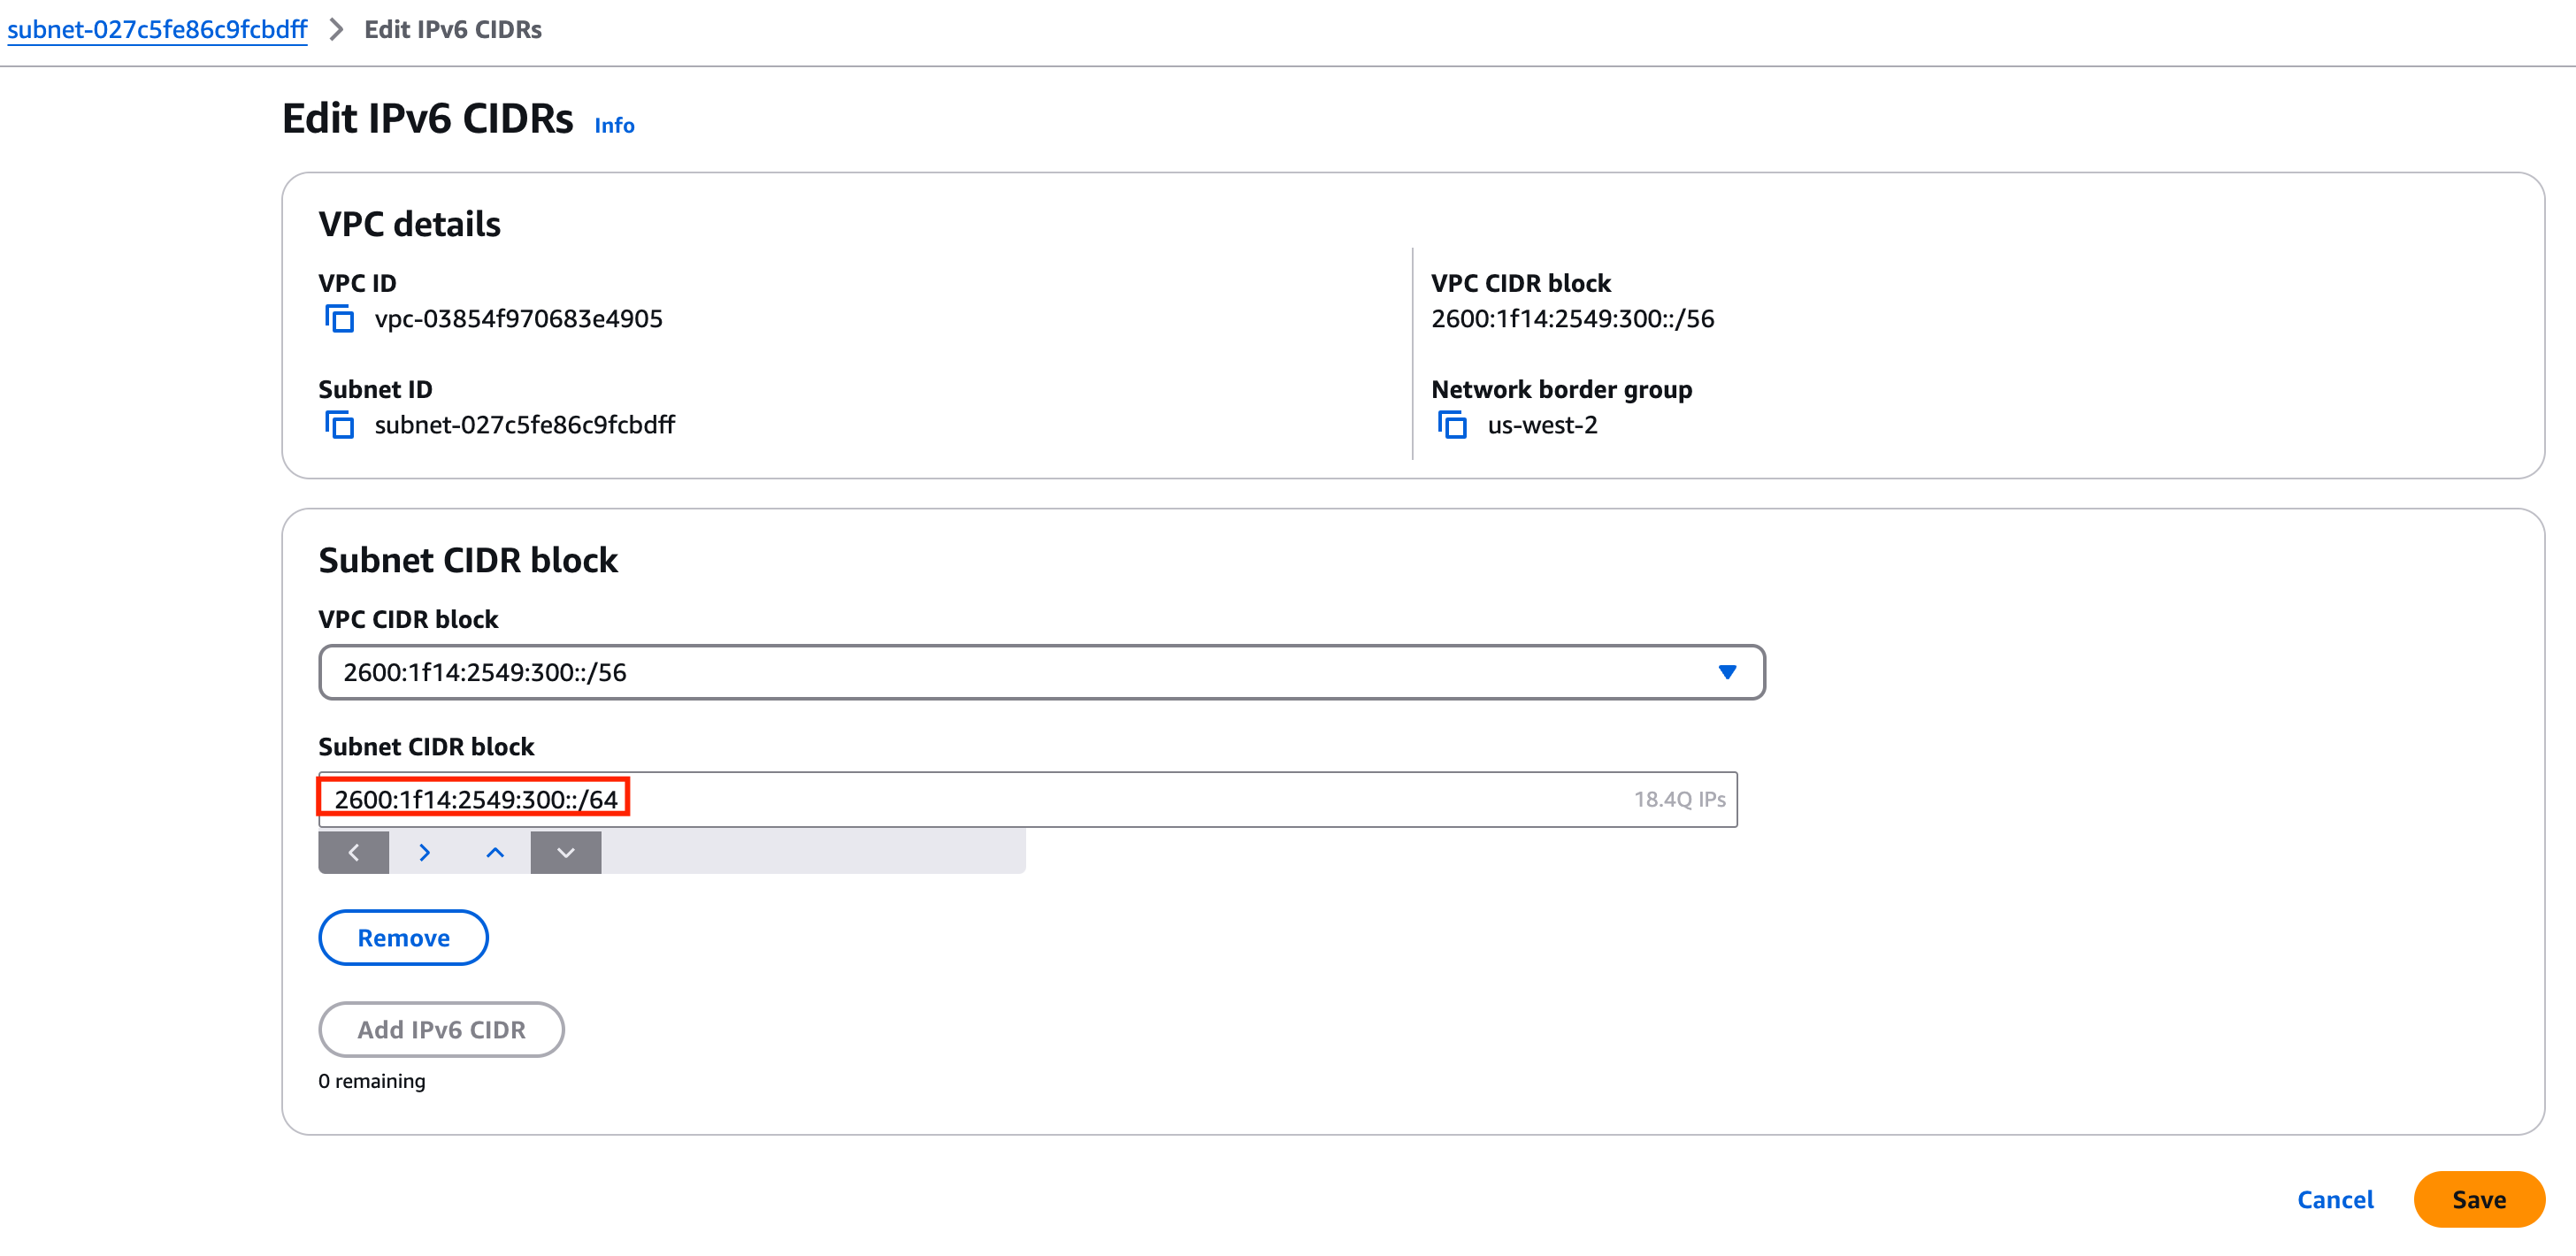 subnet-027c5fe86c9fcbdff > Edit IPv6 CIDRs
Edit IPv6 CIDRs Info
VPC details
VPC ID
vpc-03854f970683e4905
VPC CIDR block
2600:1f14:2549:300::/56
Subnet ID
subnet-027c5fe86c9fcbdff
Network border group
us-west-2
Subnet CIDR block
VPC CIDR block
2600:1f14:2549:300::/56
Subnet CIDR block
2600:1f14:2549:300::/64 18.4Q IPs
Remove
Add IPv6 CIDR
0 remaining
Cancel Save